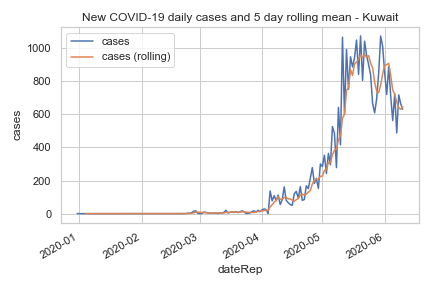 New COVID-19 daily cases and 5 day rolling mean - Kuwait
cases
cases (rolling)
1000
800
600
400
200
0
cases
2020-01
2020-02
2020-03
2020-04
2020-05
2020-06
dateRep